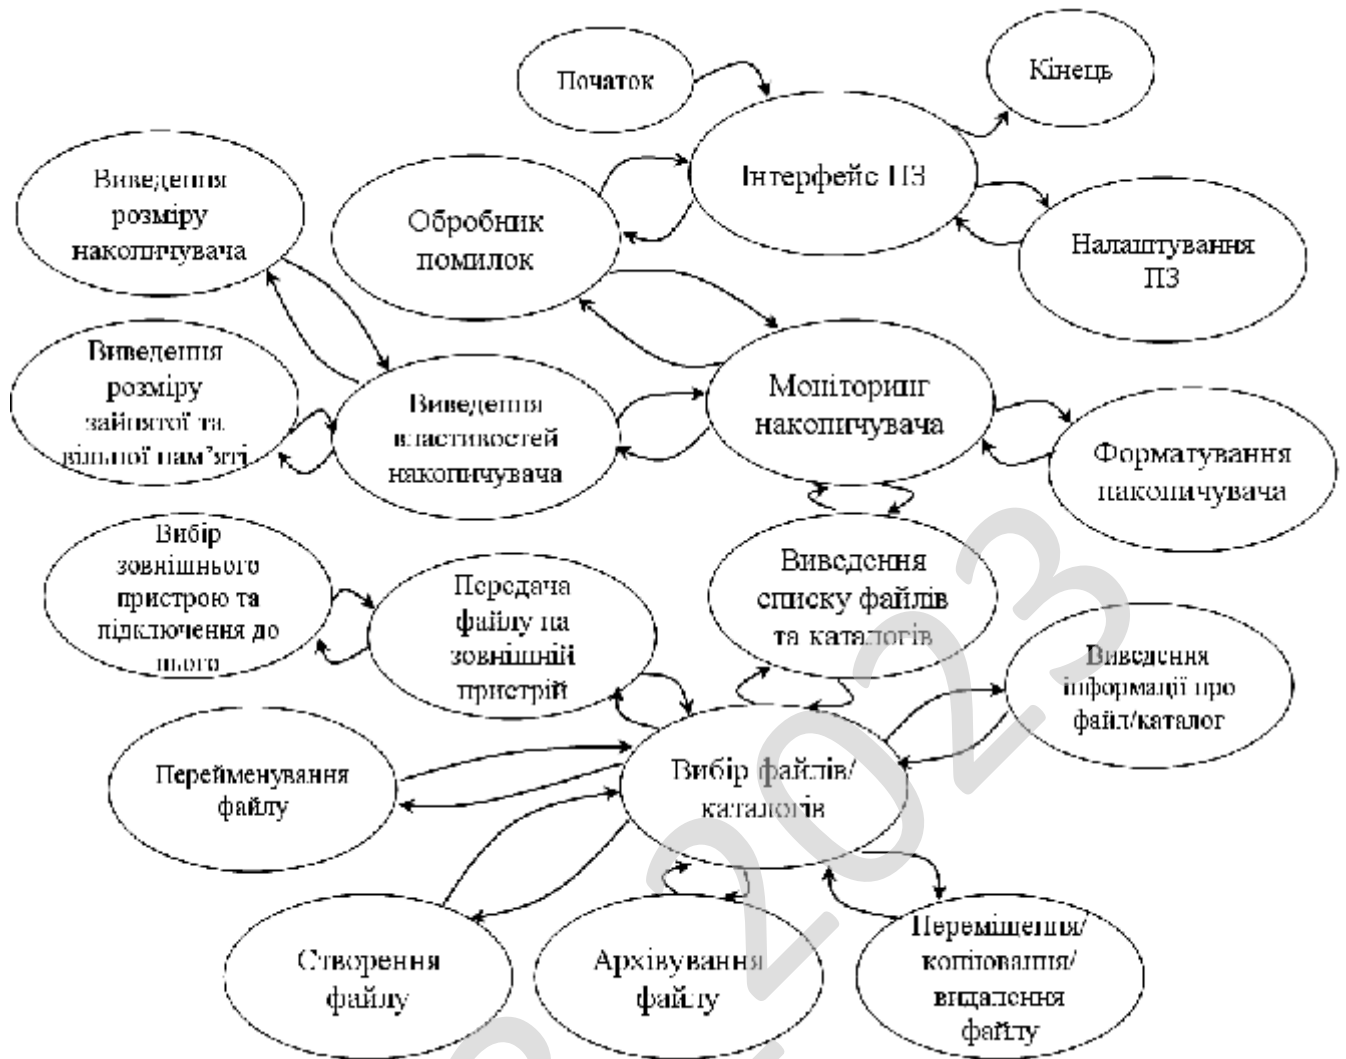 Початок
Кінець
Інтерфейс ПЗ
Виведення
розміру
накопичувача
Обробник
помилок
Налаштування
ПЗ
Виведення
розміру
зайнятої та
вільної пам’яті
Виведення
властивостей
накопичувача
Моніторинг
накопичувача
Форматування
накопичувача
Вибір
зовнішнього
пристрою та
підключення до
нього
Передача
файлу на
зовнішній
пристрій
Виведення
списку файлів
та каталогів
Виведення
інформації про
файл/каталог
Перейменування
файлу
Вибір файлів/
каталогів
Створення
файлу
Архівування
файлу
Переміщення/
копіювання/
видалення
файлу
2023